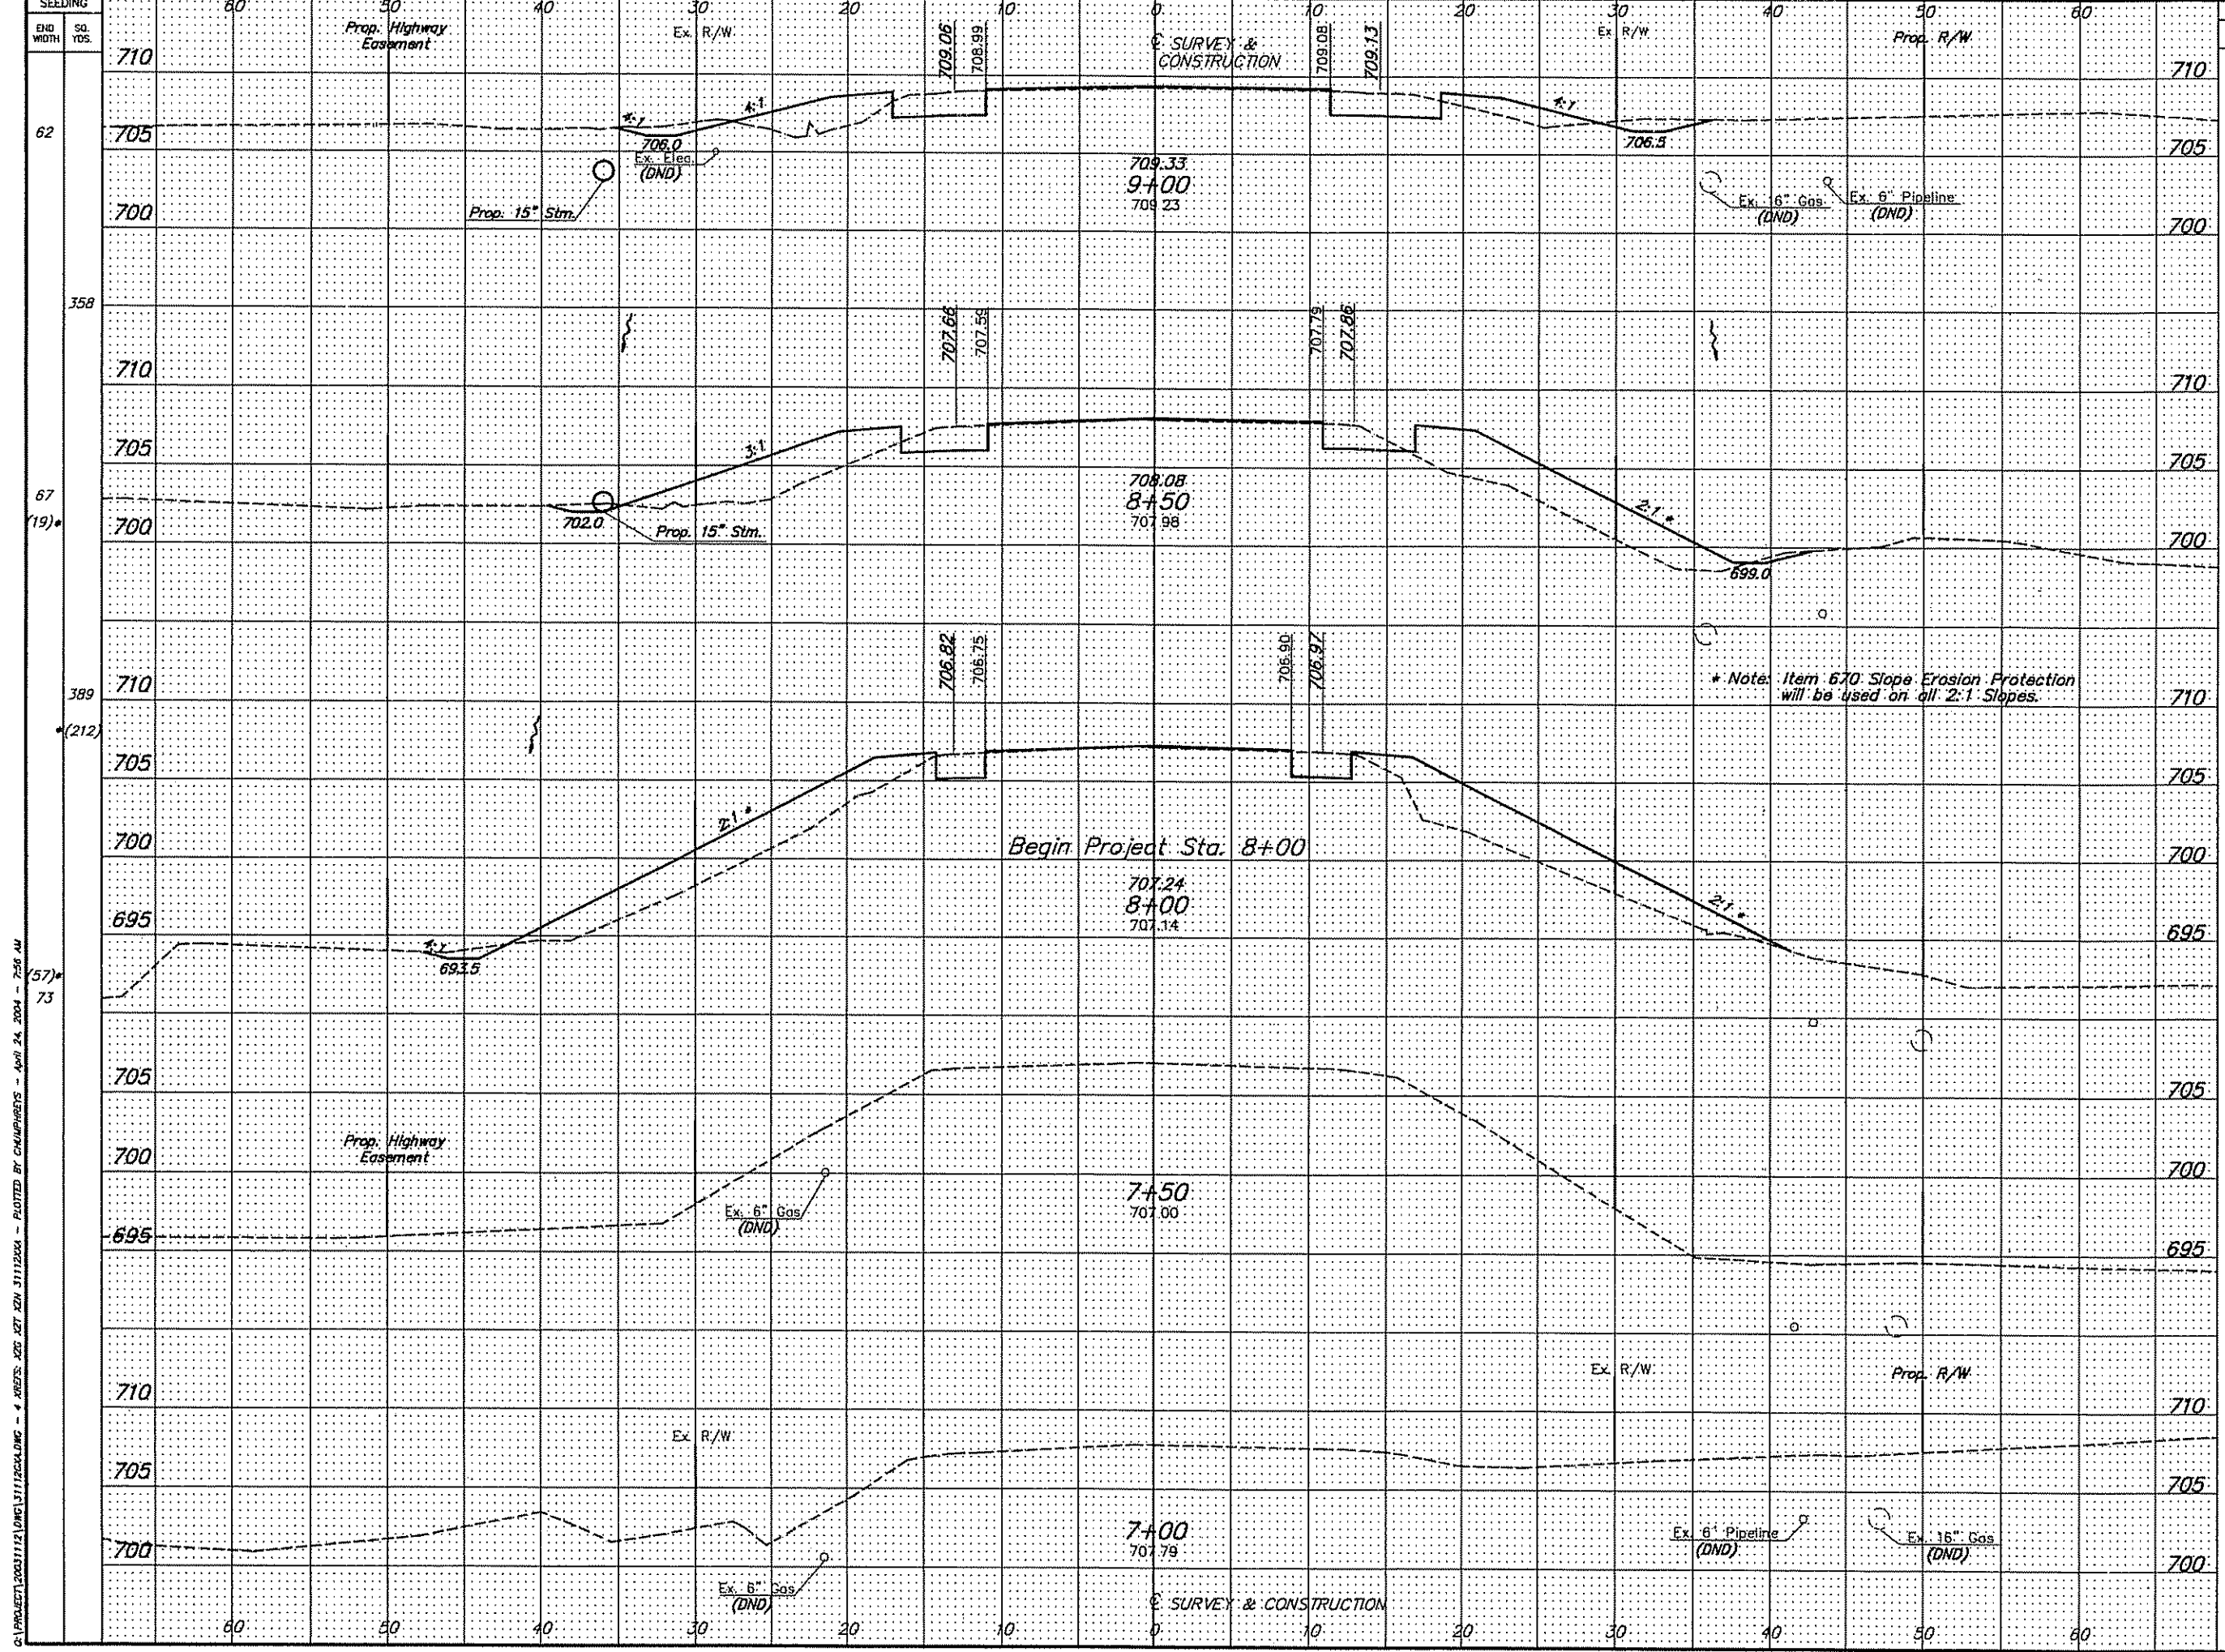 SEEDING
END WIDTH
SQ. YDS.
60 50 40 30 20 10 0 10 20 30 40 50 60
Prop. Highway
Easement
Ex. R/W
709.06
708.99
℄ SURVEY &
CONSTRUCTION
709.08
709.13
Ex. R/W
Prop. R/W
710
710
62
4:1
4:1
4:1
705
706.0
706.5
705
Ex. Elec.
(DND)
709.33
9+00
709.23
Prop. 15" Stm.
Ex. 16" Gas
(DND)
Ex. 6" Pipeline
(DND)
700
700
358
707.66
707.59
707.79
707.86
710
710
3:1
705
705
67
(19)*
708.08
8+50
707.98
2:1 *
702.0
Prop. 15" Stm.
700
700
699.0
706.82
706.75
706.90
706.97
389
*(212)
710
710
* Note: Item 670 Slope Erosion Protection
will be used on all 2:1 Slopes.
705
705
2:1 *
Begin Project Sta. 8+00
700
700
707.24
8+00
707.14
2:1 *
695
695
4:1
693.5
(57)*
73
705
705
Prop. Highway
Easement
700
700
7+50
707.00
Ex. 6" Gas
(DND)
695
695
Ex. R/W
Prop. R/W
710
710
Ex. R/W
705
705
7+00
707.79
Ex. 6" Pipeline
(DND)
Ex. 16" Gas
(DND)
700
700
Ex. 6" Gas
(DND)
℄ SURVEY & CONSTRUCTION
60 50 40 30 20 10 0 10 20 30 40 50 60